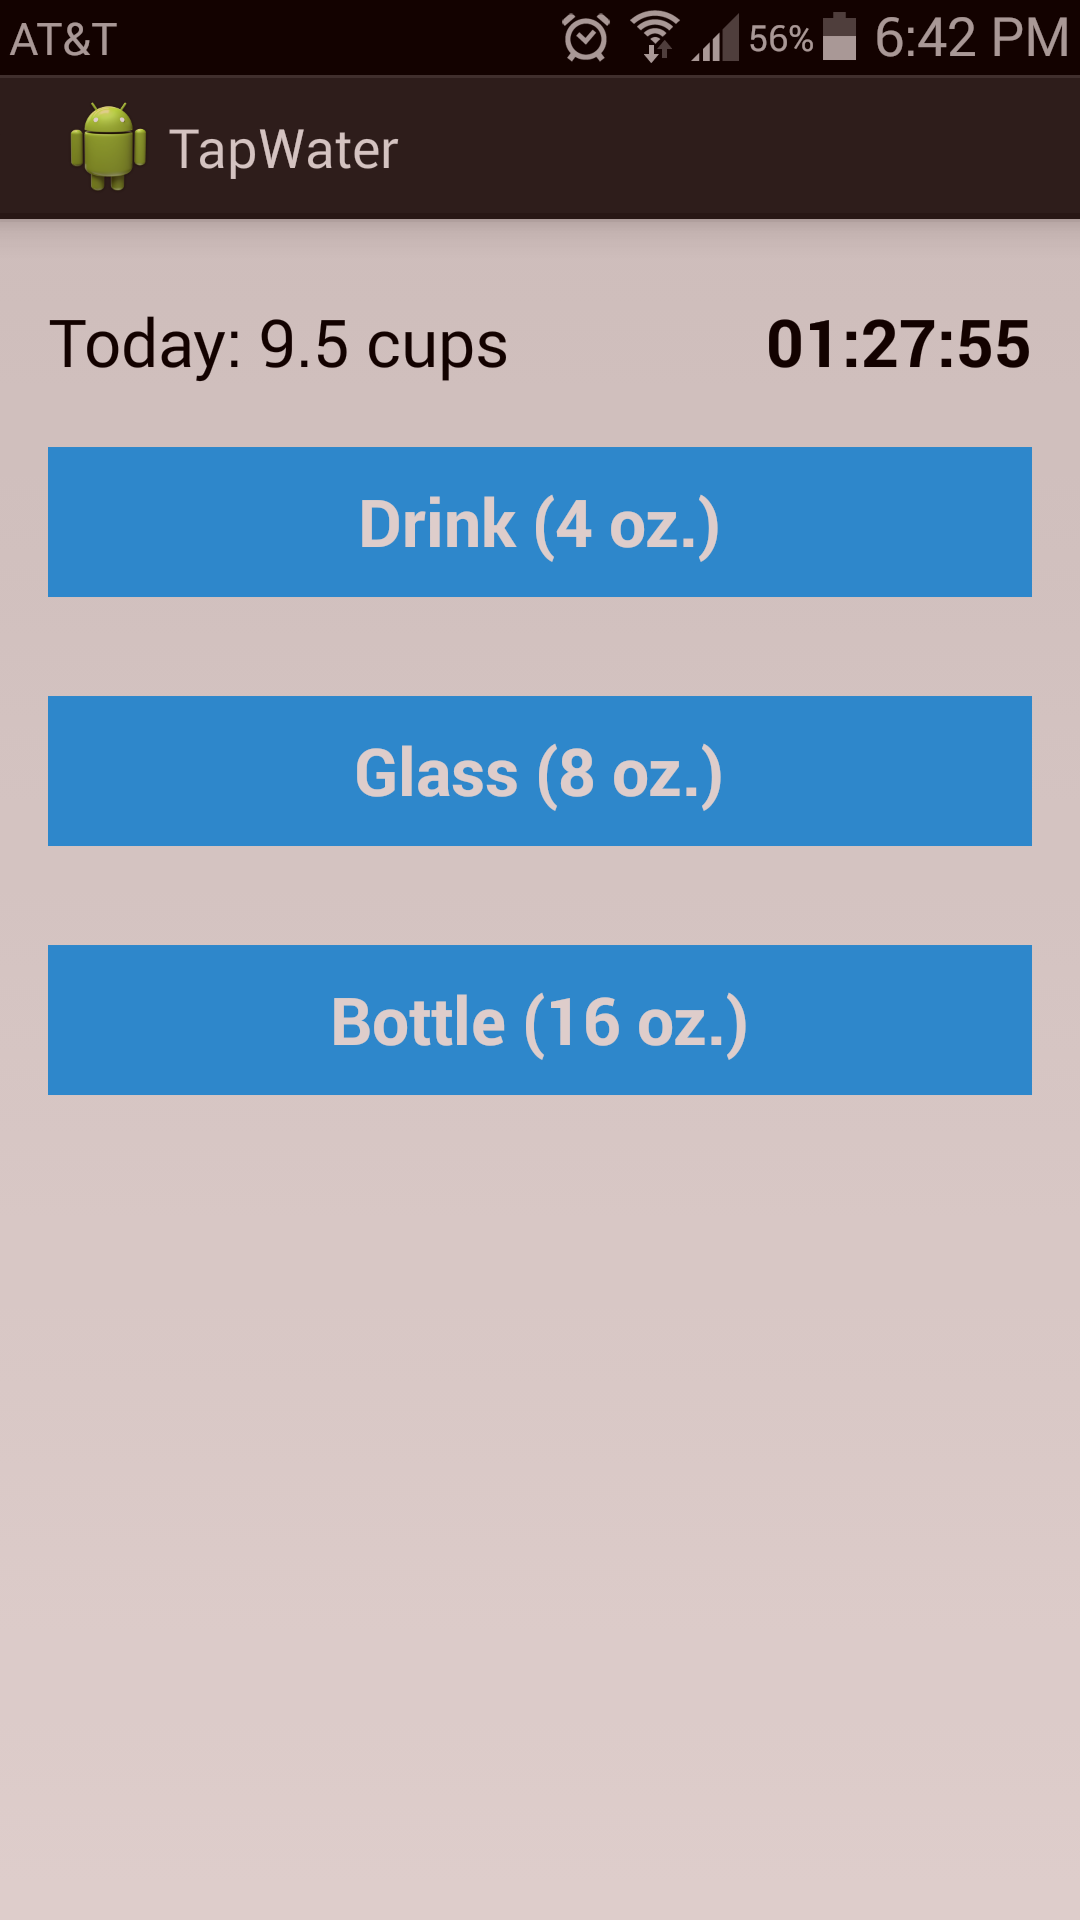 AT&T 56% 6:42 PM
TapWater
Today: 9.5 cups 01:27:55
Drink (4 oz.)
Glass (8 oz.)
Bottle (16 oz.)